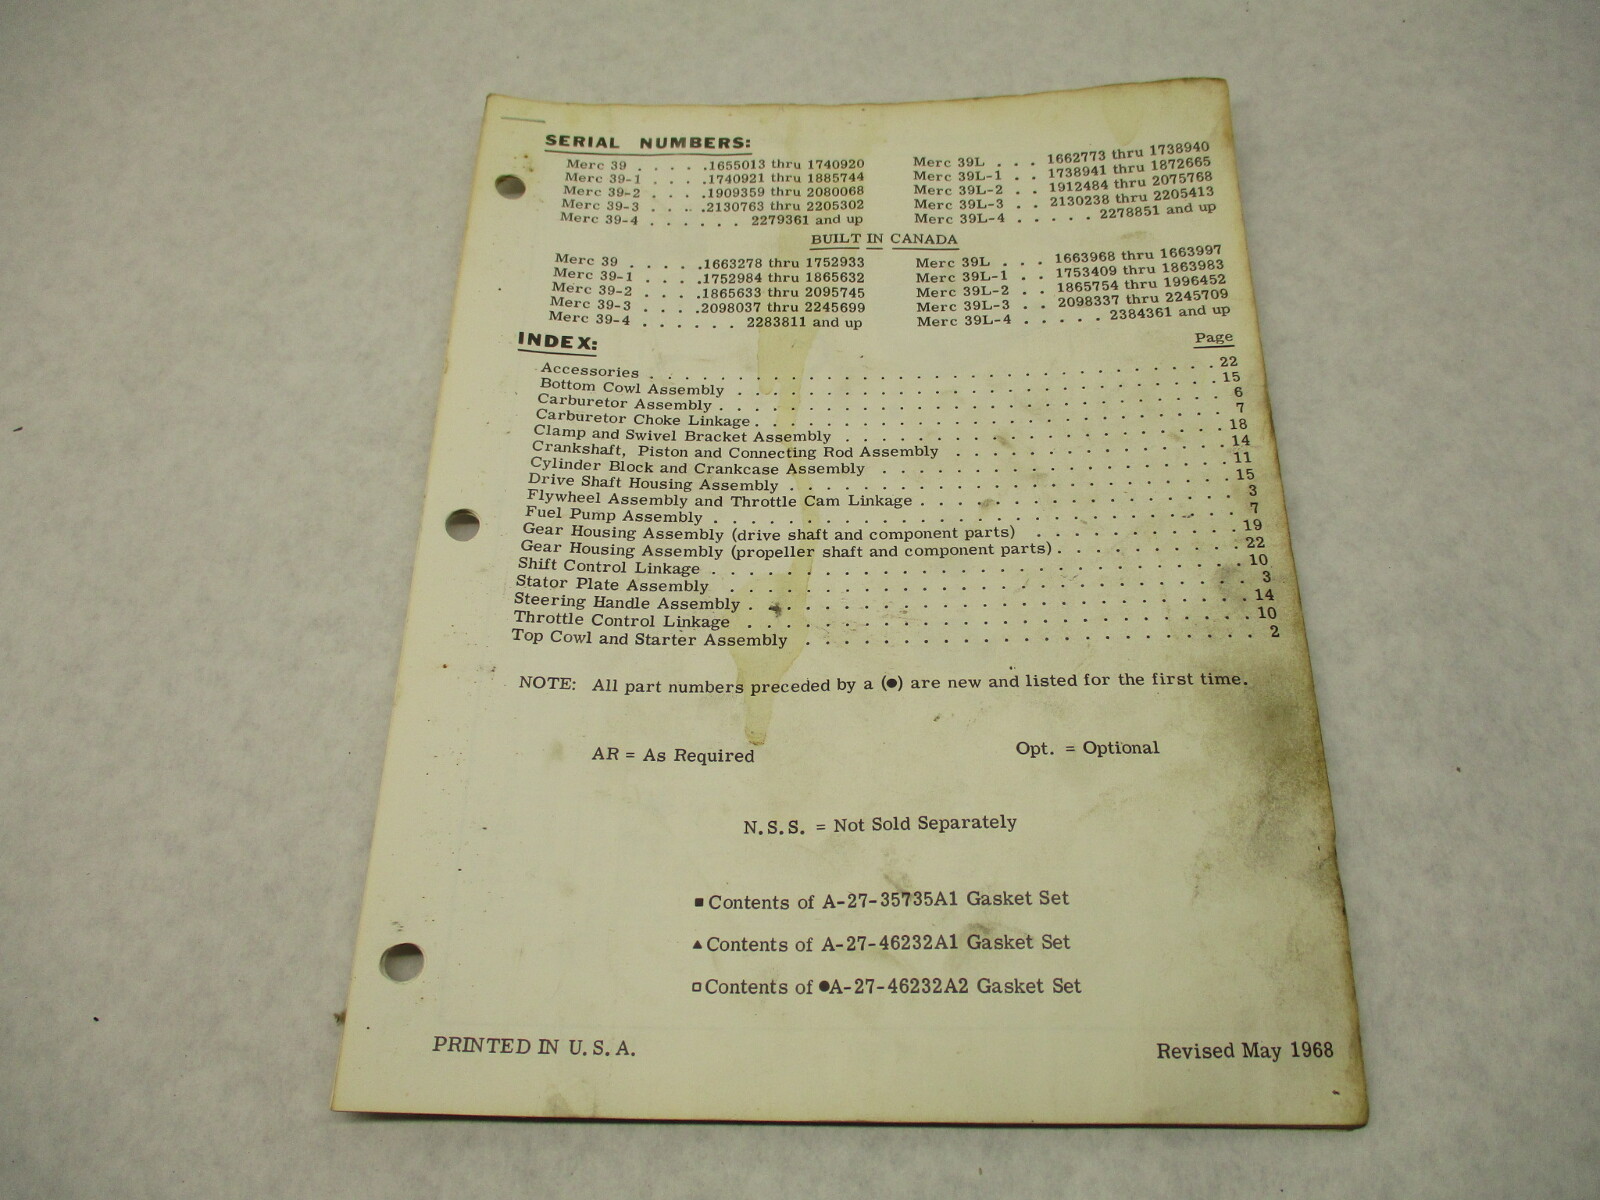 SERIAL NUMBERS:
Merc 39 . . . . .1655013 thru 1740920 Merc 39L . . . 1662773 thru 1738940
Merc 39-1 . . . .1740921 thru 1885744 Merc 39L-1 . . 1738941 thru 1872665
Merc 39-2 . . . .1909359 thru 2080068 Merc 39L-2 . . 1912484 thru 2075768
Merc 39-3 . . . .2130763 thru 2205302 Merc 39L-3 . . 2130238 thru 2205413
Merc 39-4 . . . . . . 2279361 and up Merc 39L-4 . . . . . 2278851 and up
BUILT IN CANADA
Merc 39 . . . . .1663278 thru 1752933 Merc 39L . . . 1663968 thru 1663997
Merc 39-1 . . . .1752984 thru 1865632 Merc 39L-1 . . 1753409 thru 1863983
Merc 39-2 . . . .1865633 thru 2095745 Merc 39L-2 . . 1865754 thru 1996452
Merc 39-3 . . . .2098037 thru 2245699 Merc 39L-3 . . 2098337 thru 2245709
Merc 39-4 . . . . . . 2283811 and up Merc 39L-4 . . . . . 2384361 and up
INDEX: Page
Accessories . . . . . . . . . . 22
Bottom Cowl Assembly . . . . . . . . . . 15
Carburetor Assembly . . . . . . . . . . 6
Carburetor Choke Linkage . . . . . . . . . . 7
Clamp and Swivel Bracket Assembly . . . . . . . . . . 18
Crankshaft, Piston and Connecting Rod Assembly . . . . . . . . . . 14
Cylinder Block and Crankcase Assembly . . . . . . . . . . 11
Drive Shaft Housing Assembly . . . . . . . . . . 15
Flywheel Assembly and Throttle Cam Linkage . . . . . . . . . . 3
Fuel Pump Assembly . . . . . . . . . . 7
Gear Housing Assembly (drive shaft and component parts) . . . . . . . . . . 19
Gear Housing Assembly (propeller shaft and component parts) . . . . . . . . . . 22
Shift Control Linkage . . . . . . . . . . 10
Stator Plate Assembly . . . . . . . . . . 3
Steering Handle Assembly . . . . . . . . . . 14
Throttle Control Linkage . . . . . . . . . . 10
Top Cowl and Starter Assembly . . . . . . . . . . 2
NOTE: All part numbers preceded by a (●) are new and listed for the first time.
AR = As Required Opt. = Optional
N.S.S. = Not Sold Separately
■ Contents of A-27-35735A1 Gasket Set
▲ Contents of A-27-46232A1 Gasket Set
□ Contents of ●A-27-46232A2 Gasket Set
PRINTED IN U.S.A. Revised May 1968